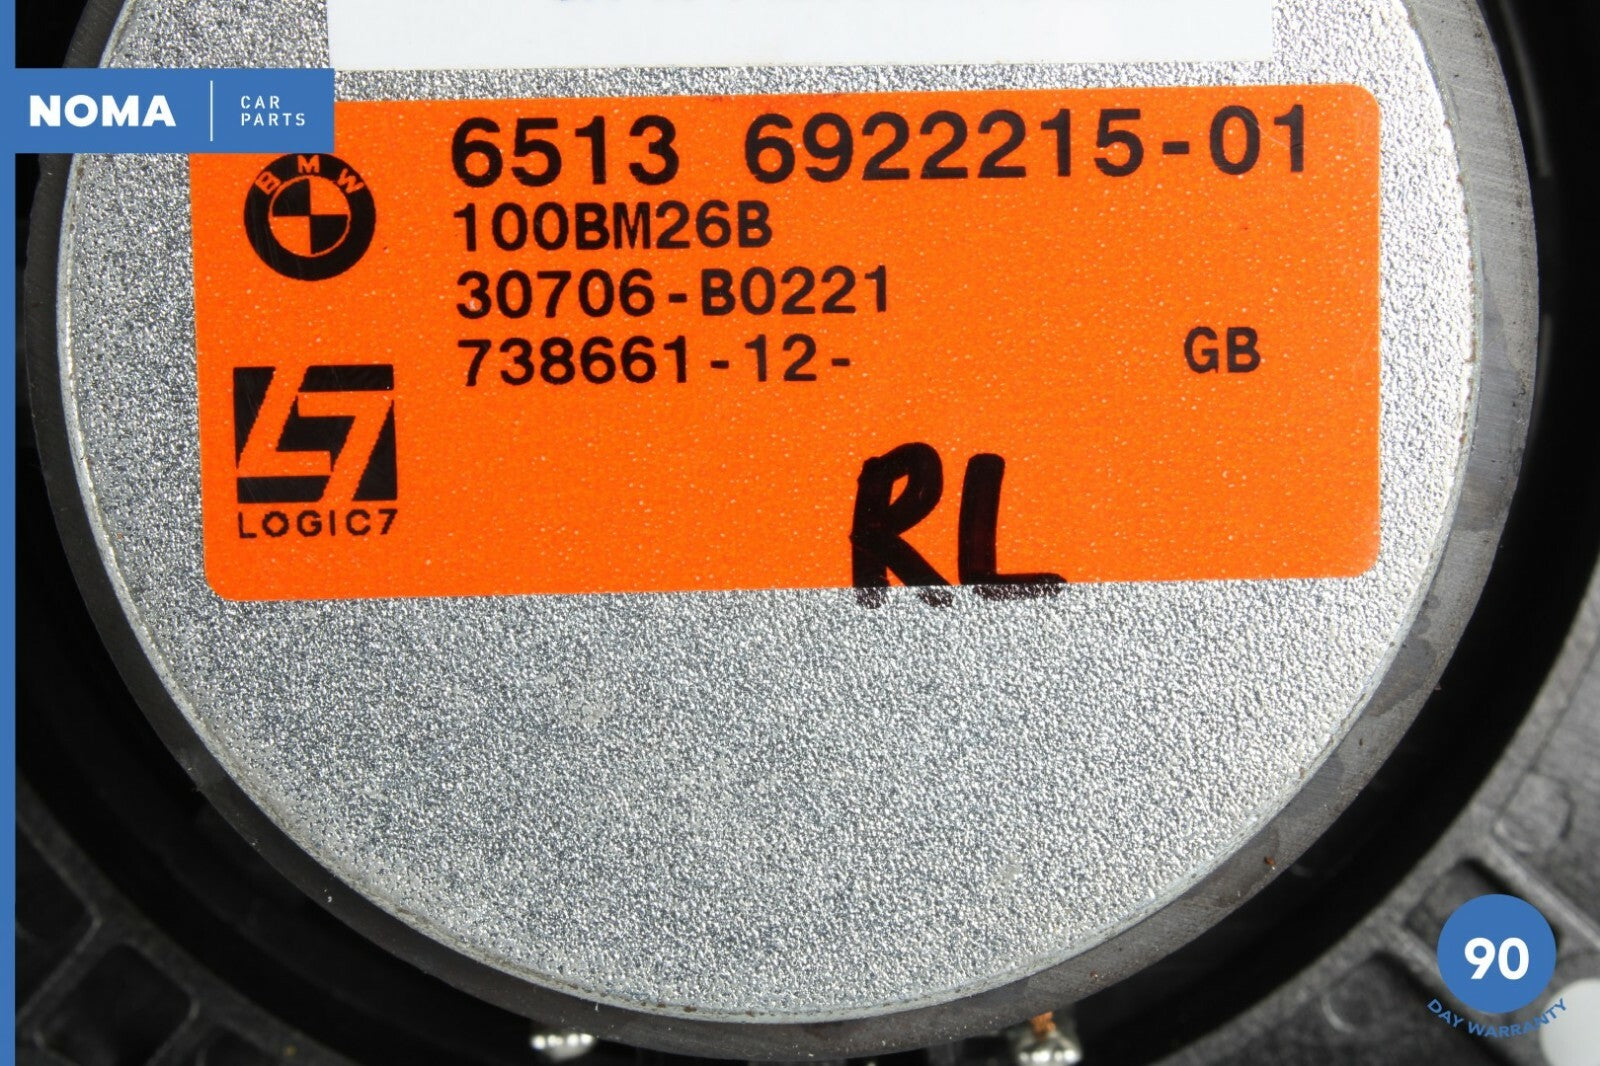 NOMA
CAR
PARTS
6513 6922215-01
BMW
100BM26B
30706-B0221
738661-12-
GB
LOGIC7
RL
90
DAY WARRANTY